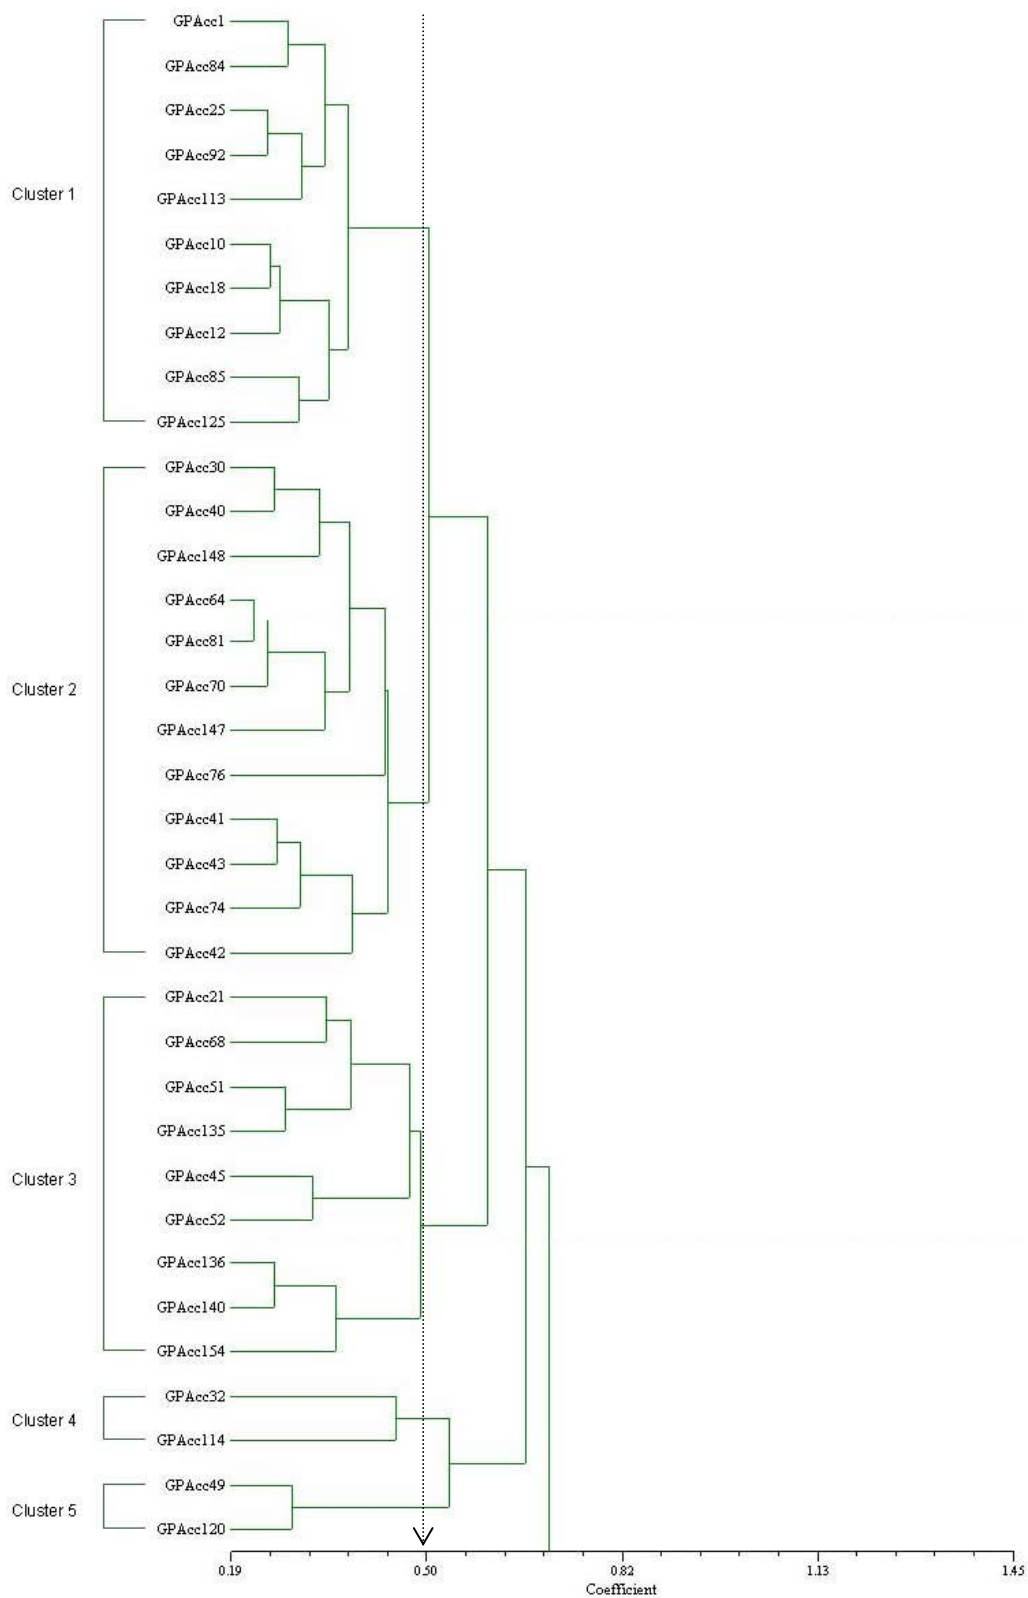 GPAcc1
GPAcc84
GPAcc25
GPAcc92
Cluster 1
GPAcc113
GPAcc10
GPAcc18
GPAcc12
GPAcc85
GPAcc125
GPAcc30
GPAcc40
GPAcc148
GPAcc64
GPAcc81
Cluster 2
GPAcc70
GPAcc147
GPAcc76
GPAcc41
GPAcc43
GPAcc74
GPAcc42
GPAcc21
GPAcc68
GPAcc51
GPAcc135
Cluster 3
GPAcc45
GPAcc52
GPAcc136
GPAcc140
GPAcc154
GPAcc32
Cluster 4
GPAcc114
GPAcc49
Cluster 5
GPAcc120
0.19 0.50 0.82 1.13 1.45
Coefficient